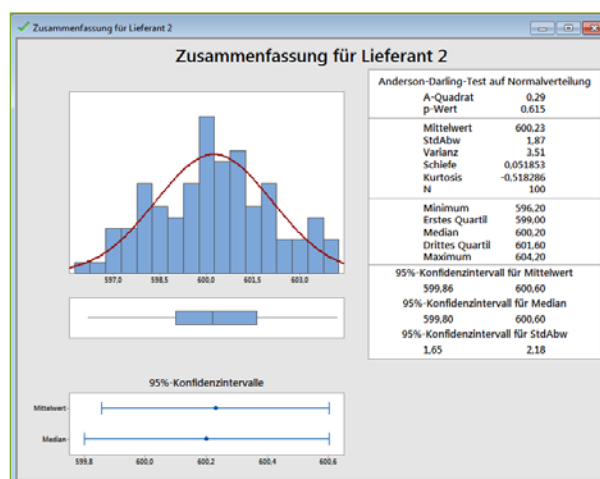 Zusammenfassung für Lieferant 2
Zusammenfassung für Lieferant 2
597,0 598,5 600,0 601,5 603,0
95%-Konfidenzintervalle
Mittelwert
Median
599,8 600,0 600,2 600,4 600,6
Anderson-Darling-Test auf Normalverteilung
A-Quadrat 0,29
p-Wert 0,615
Mittelwert 600,23
StdAbw 1,87
Varianz 3,51
Schiefe 0,051853
Kurtosis -0,518286
N 100
Minimum 596,20
Erstes Quartil 599,00
Median 600,20
Drittes Quartil 601,60
Maximum 604,20
95%-Konfidenzintervall für Mittelwert
599,86 600,60
95%-Konfidenzintervall für Median
599,80 600,60
95%-Konfidenzintervall für StdAbw
1,65 2,18